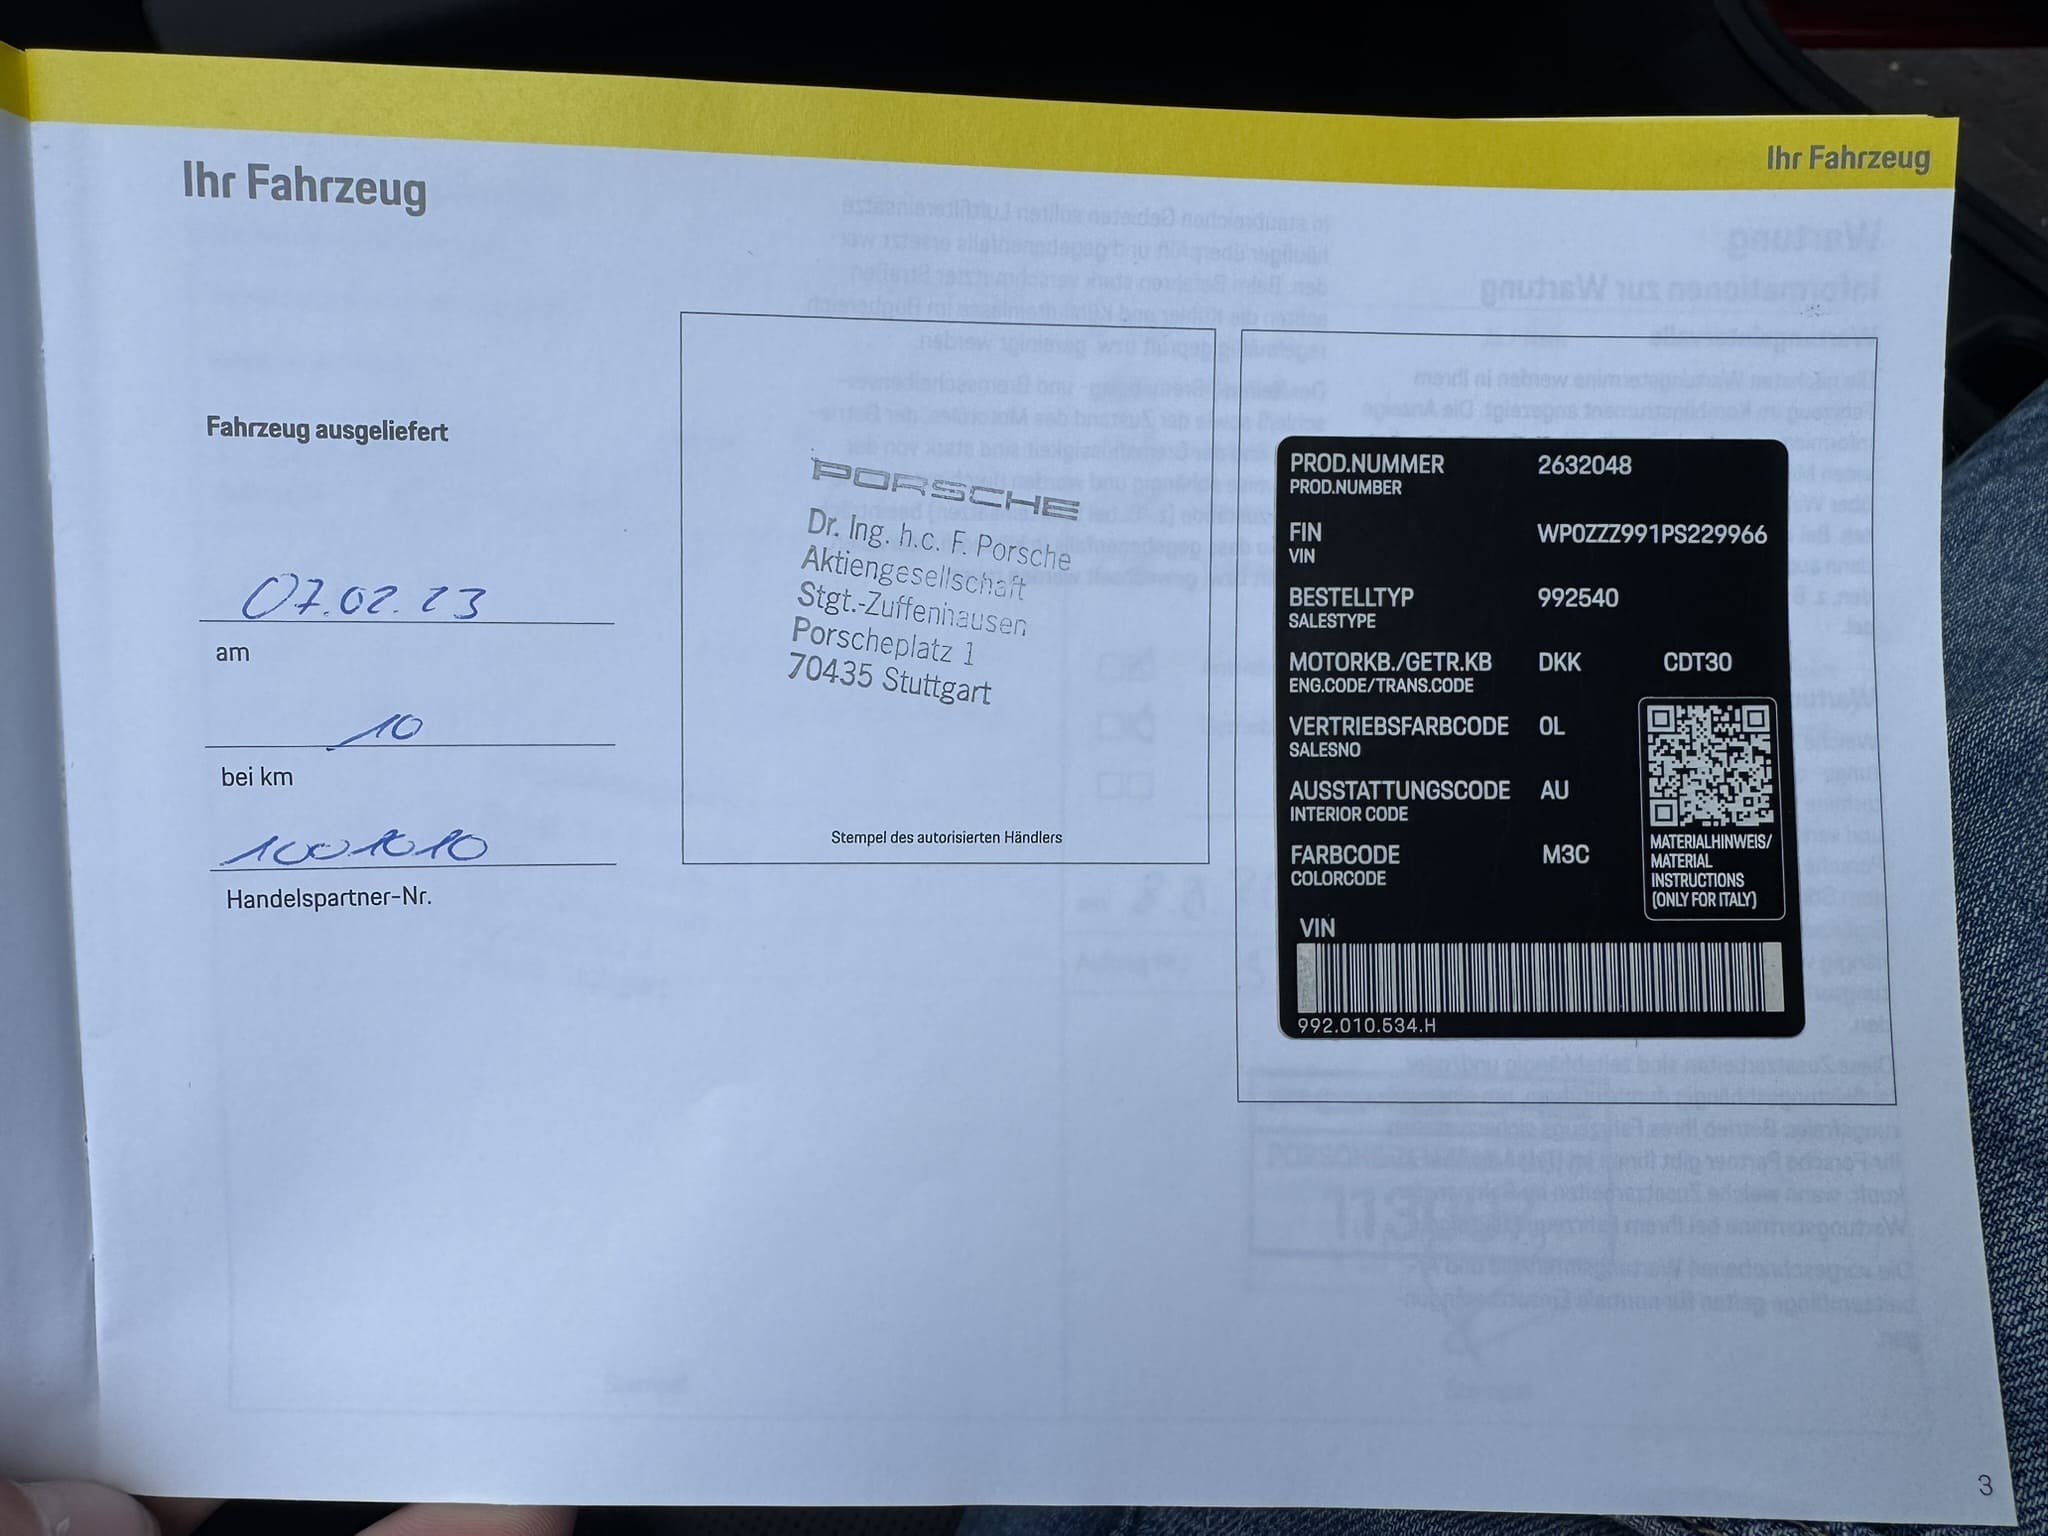 Ihr Fahrzeug
Ihr Fahrzeug
Fahrzeug ausgeliefert
07.02.23
am
10
bei km
1001010
Handelspartner-Nr.
PORSCHE
Dr. Ing. h.c. F. Porsche
Aktiengesellschaft
Stgt.-Zuffenhausen
Porscheplatz 1
70435 Stuttgart
Stempel des autorisierten Händlers
PROD.NUMMER 2632048
PROD.NUMBER
FIN WP0ZZZ991PS229966
VIN
BESTELLTYP 992540
SALESTYPE
MOTORKB./GETR.KB DKK CDT30
ENG.CODE/TRANS.CODE
VERTRIEBSFARBCODE 0L
SALESNO
AUSSTATTUNGSCODE AU
INTERIOR CODE
FARBCODE M3C
COLORCODE
MATERIALHINWEIS/
MATERIAL
INSTRUCTIONS
(ONLY FOR ITALY)
VIN
992.010.534.H
3